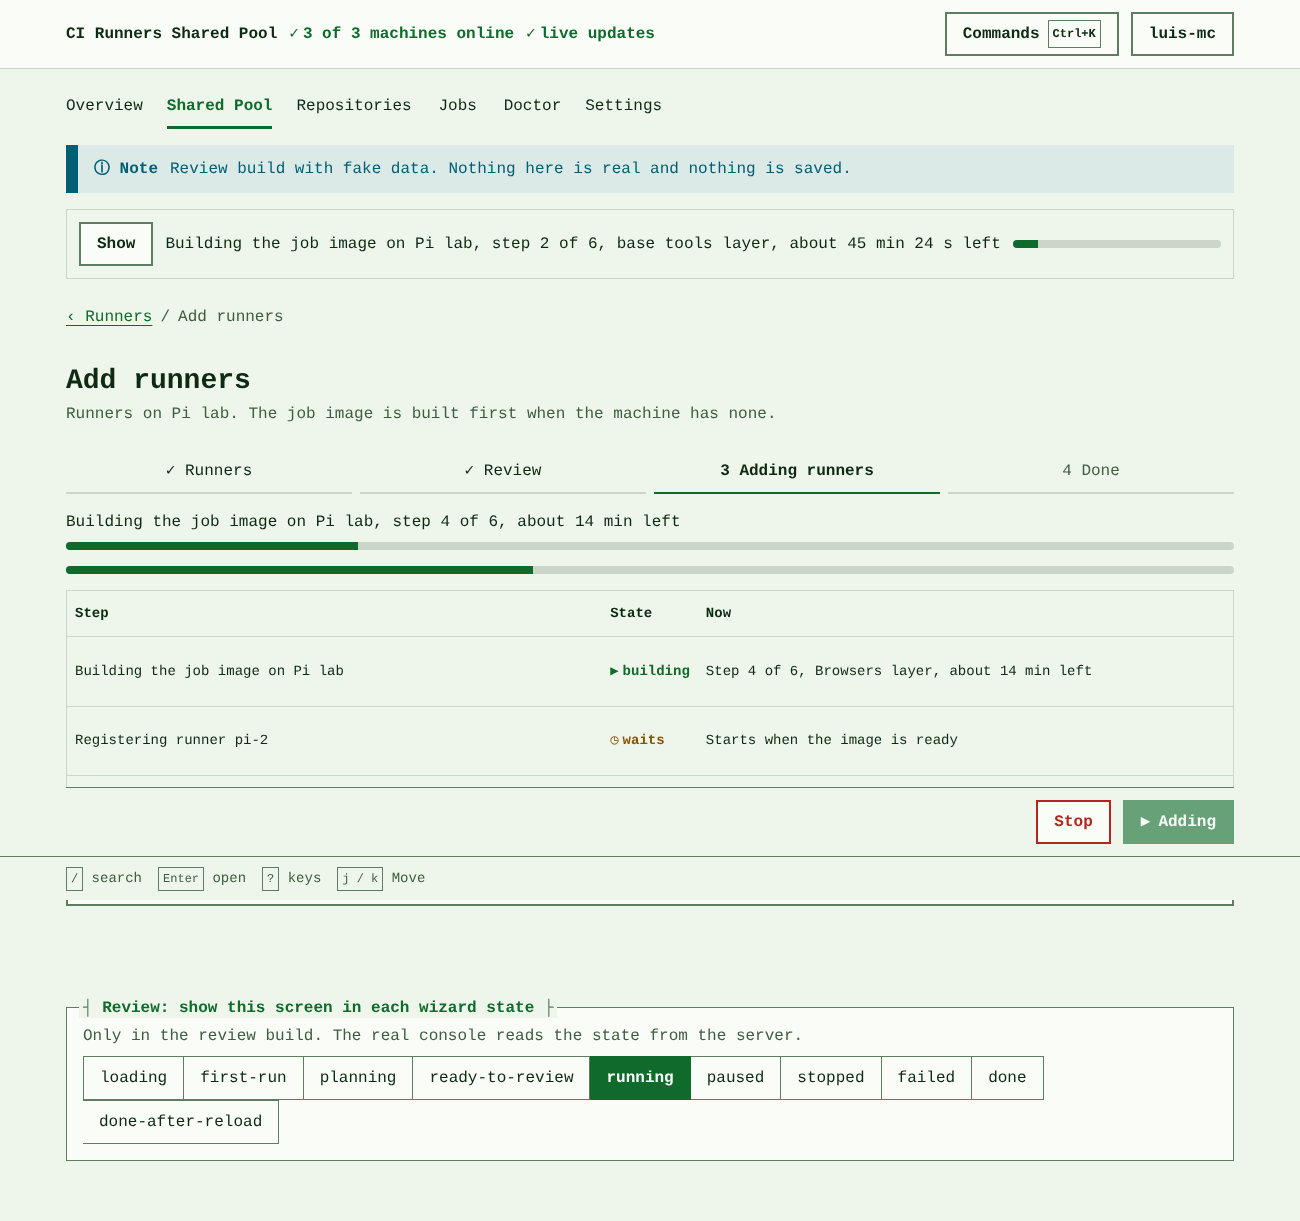 CI Runners Shared Pool ✓ 3 of 3 machines online ✓ live updates Commands Ctrl+K luis-mc
Overview Shared Pool Repositories Jobs Doctor Settings
ⓘ Note Review build with fake data. Nothing here is real and nothing is saved.
Show Building the job image on Pi lab, step 2 of 6, base tools layer, about 45 min 24 s left
‹ Runners / Add runners
Add runners
Runners on Pi lab. The job image is built first when the machine has none.
✓ Runners ✓ Review 3 Adding runners 4 Done
Building the job image on Pi lab, step 4 of 6, about 14 min left
Step State Now
Building the job image on Pi lab ▶ building Step 4 of 6, Browsers layer, about 14 min left
Registering runner pi-2 ◷ waits Starts when the image is ready
Stop ▶ Adding
/ search Enter open ? keys j / k Move
Review: show this screen in each wizard state
Only in the review build. The real console reads the state from the server.
loading first-run planning ready-to-review running paused stopped failed done
done-after-reload